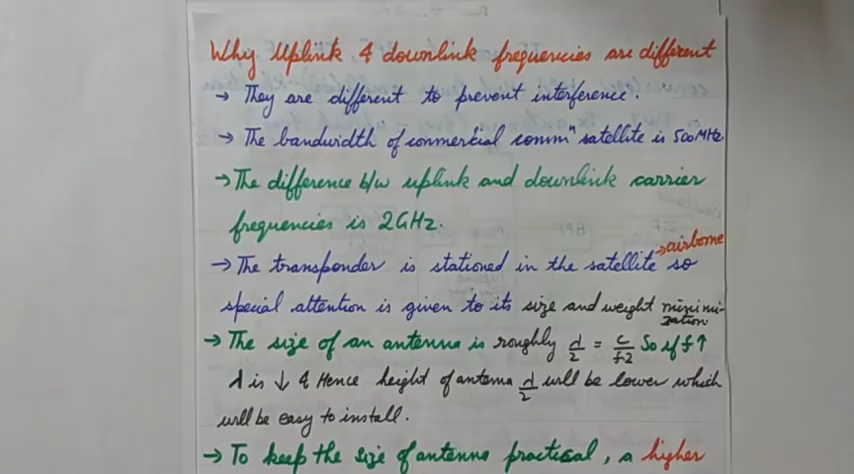 Why Uplink & downlink frequencies are different
→ They are different to prevent interference.
→ The bandwidth of commercial commⁿ satellite is 500MHz
→ The difference b/w uplink and downlink carrier
frequencies is 2GHz.
→ airborne
→ The transponder is stationed in the satellite so
special attention is given to its size and weight minimi-
zation
→ The size of an antenna is roughly λ/2 = c/f2 So if f↑
λ is ↓ & Hence height of antenna λ/2 will be lower which
will be easy to install.
→ To keep the size of antenna practical, a higher